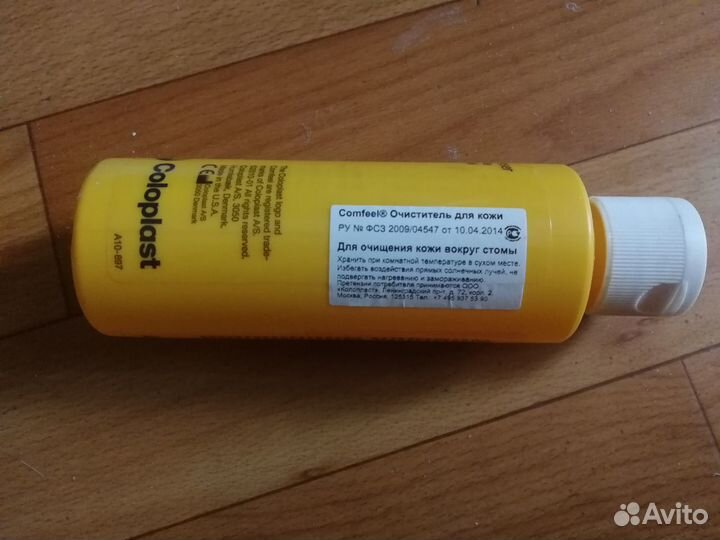 Comfeel® Очиститель для кожи
РУ № ФСЗ 2009/04547 от 10.04.2014
Для очищения кожи вокруг стомы
Хранить при комнатной температуре в сухом месте.
Избегать воздействия прямых солнечных лучей, не
подвергать нагреванию и замораживанию.
Претензии потребителя принимаются ООО
«Колопласт», Ленинградский пр-т, д. 72, корп. 2,
Москва, Россия, 125315 Тел.: +7 495 937 53 90
The Coloplast logo and
Comfeel are registered trade-
marks of Coloplast A/S.
All rights reserved.
Coloplast A/S, 3050
Humlebæk, Denmark.
Made in the U.S.A.
CE
Coloplast A/S
Denmark
Coloplast
A10-897
Avito